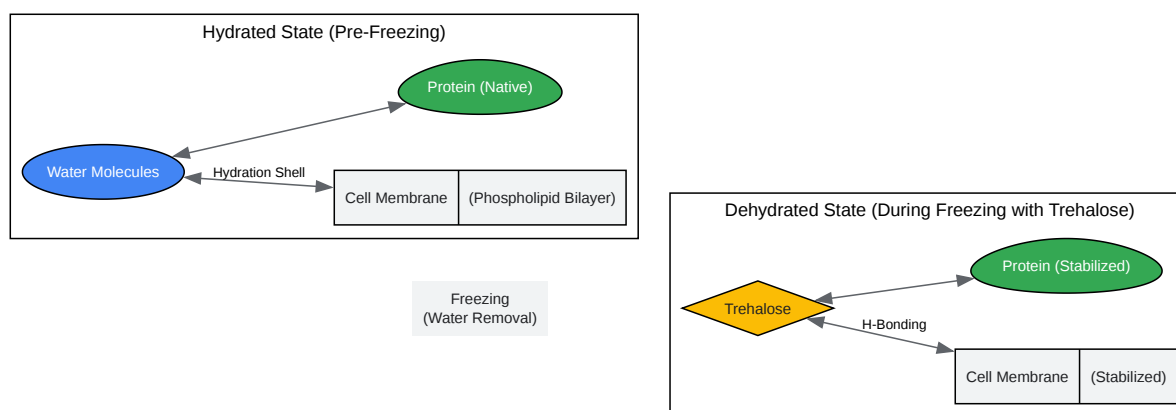 Hydrated State (Pre-Freezing)
Protein (Native)
Water Molecules
Hydration Shell
Cell Membrane
(Phospholipid Bilayer)
Freezing
(Water Removal)
Dehydrated State (During Freezing with Trehalose)
Protein (Stabilized)
Trehalose
H-Bonding
Cell Membrane
(Stabilized)